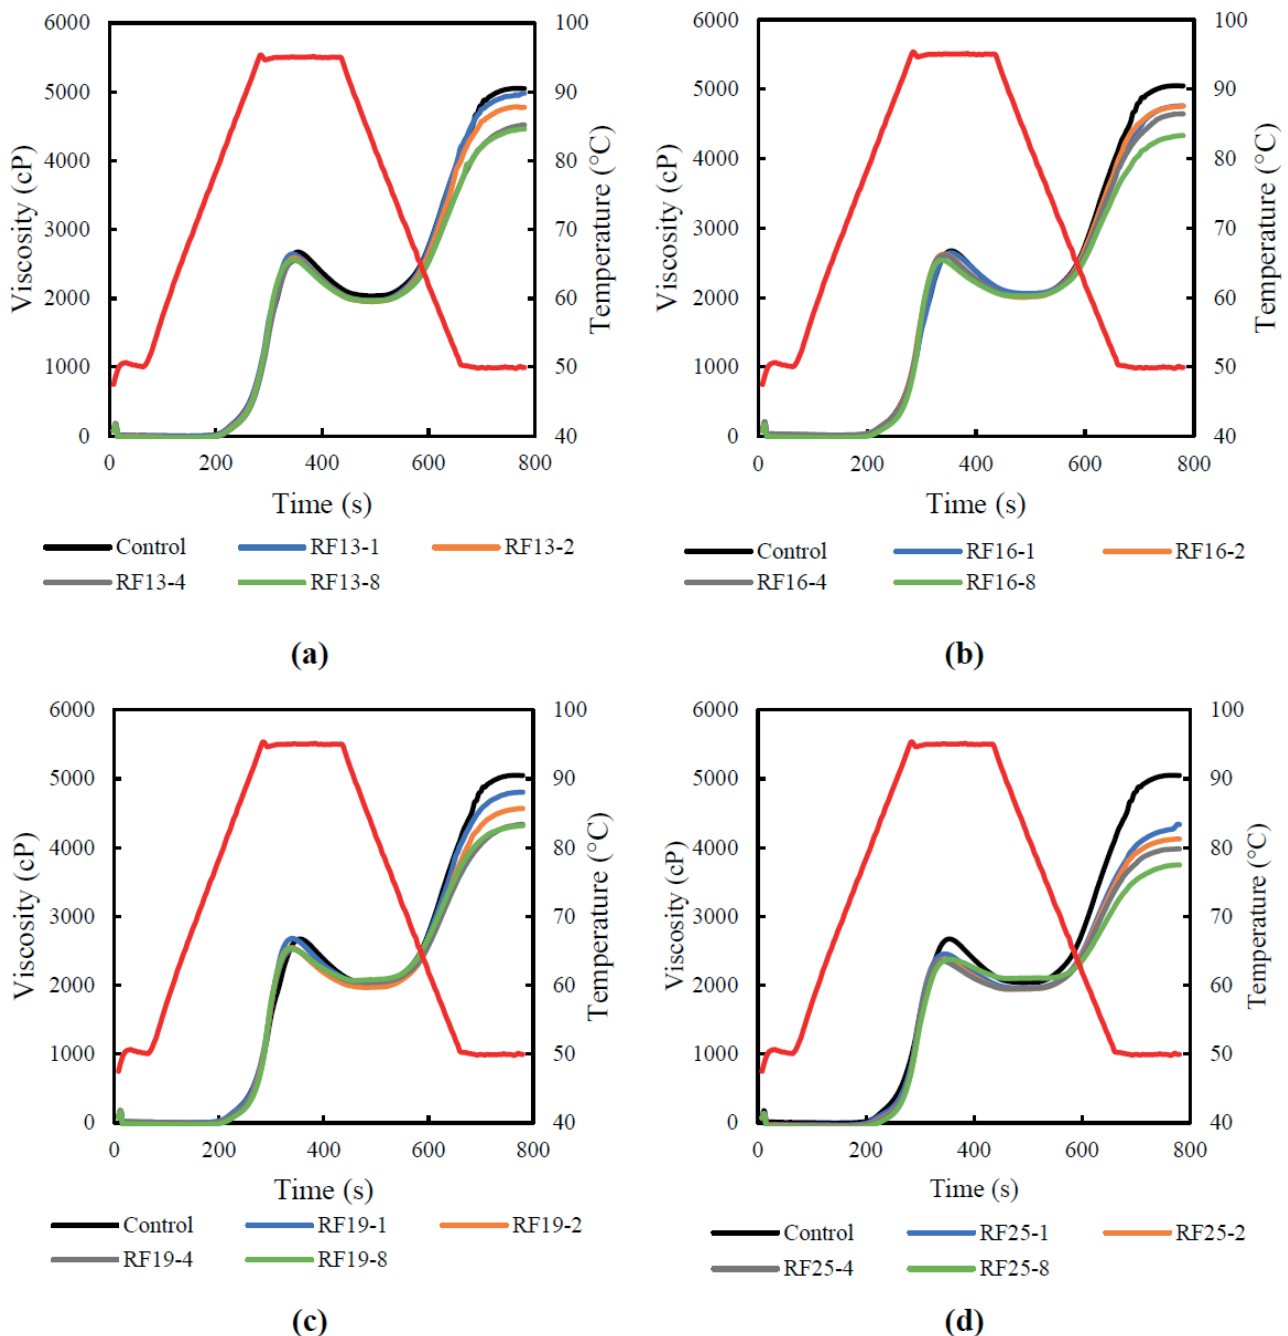 6000
5000
4000
3000
2000
1000
0
Viscosity (cP)
100
90
80
70
60
50
40
Temperature (°C)
0 200 400 600 800
Time (s)
Control RF13-1 RF13-2
RF13-4 RF13-8
(a)
6000
5000
4000
3000
2000
1000
0
Viscosity (cP)
100
90
80
70
60
50
40
Temperature (°C)
0 200 400 600 800
Time (s)
Control RF16-1 RF16-2
RF16-4 RF16-8
(b)
6000
5000
4000
3000
2000
1000
0
Viscosity (cP)
100
90
80
70
60
50
40
Temperature (°C)
0 200 400 600 800
Time (s)
Control RF19-1 RF19-2
RF19-4 RF19-8
(c)
6000
5000
4000
3000
2000
1000
0
Viscosity (cP)
100
90
80
70
60
50
40
Temperature (°C)
0 200 400 600 800
Time (s)
Control RF25-1 RF25-2
RF25-4 RF25-8
(d)